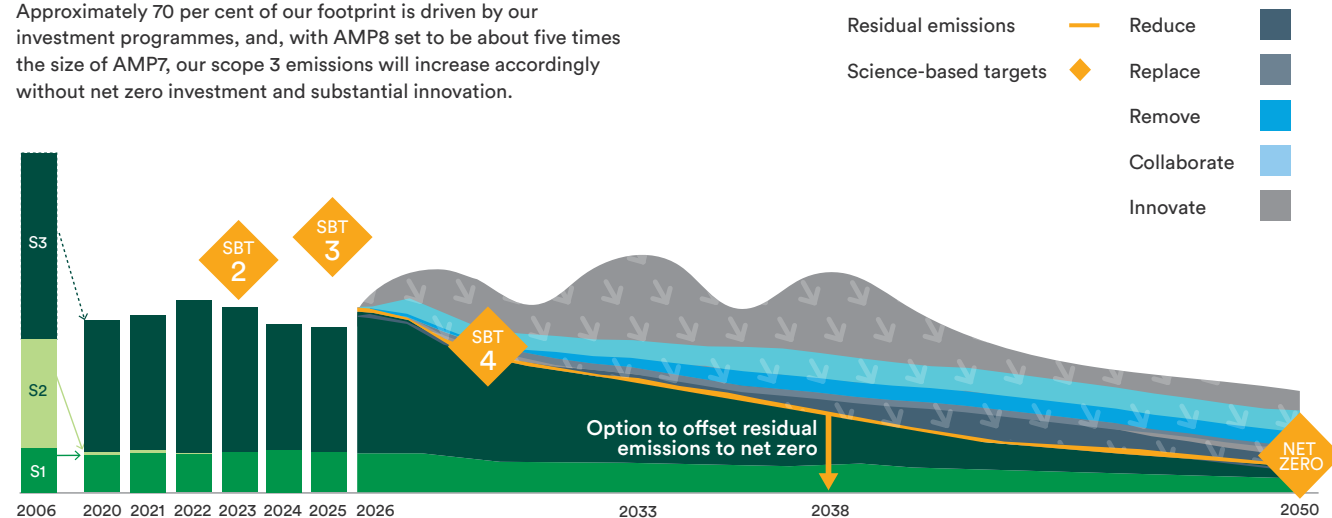 Approximately 70 per cent of our footprint is driven by our
investment programmes, and, with AMP8 set to be about five times
the size of AMP7, our scope 3 emissions will increase accordingly
without net zero investment and substantial innovation.
Residual emissions
Science-based targets
Reduce
Replace
Remove
Collaborate
Innovate
S3
S2
S1
SBT
2
SBT
3
SBT
4
Option to offset residual
emissions to net zero
NET
ZERO
2006 2020 2021 2022 2023 2024 2025 2026 2033 2038 2050